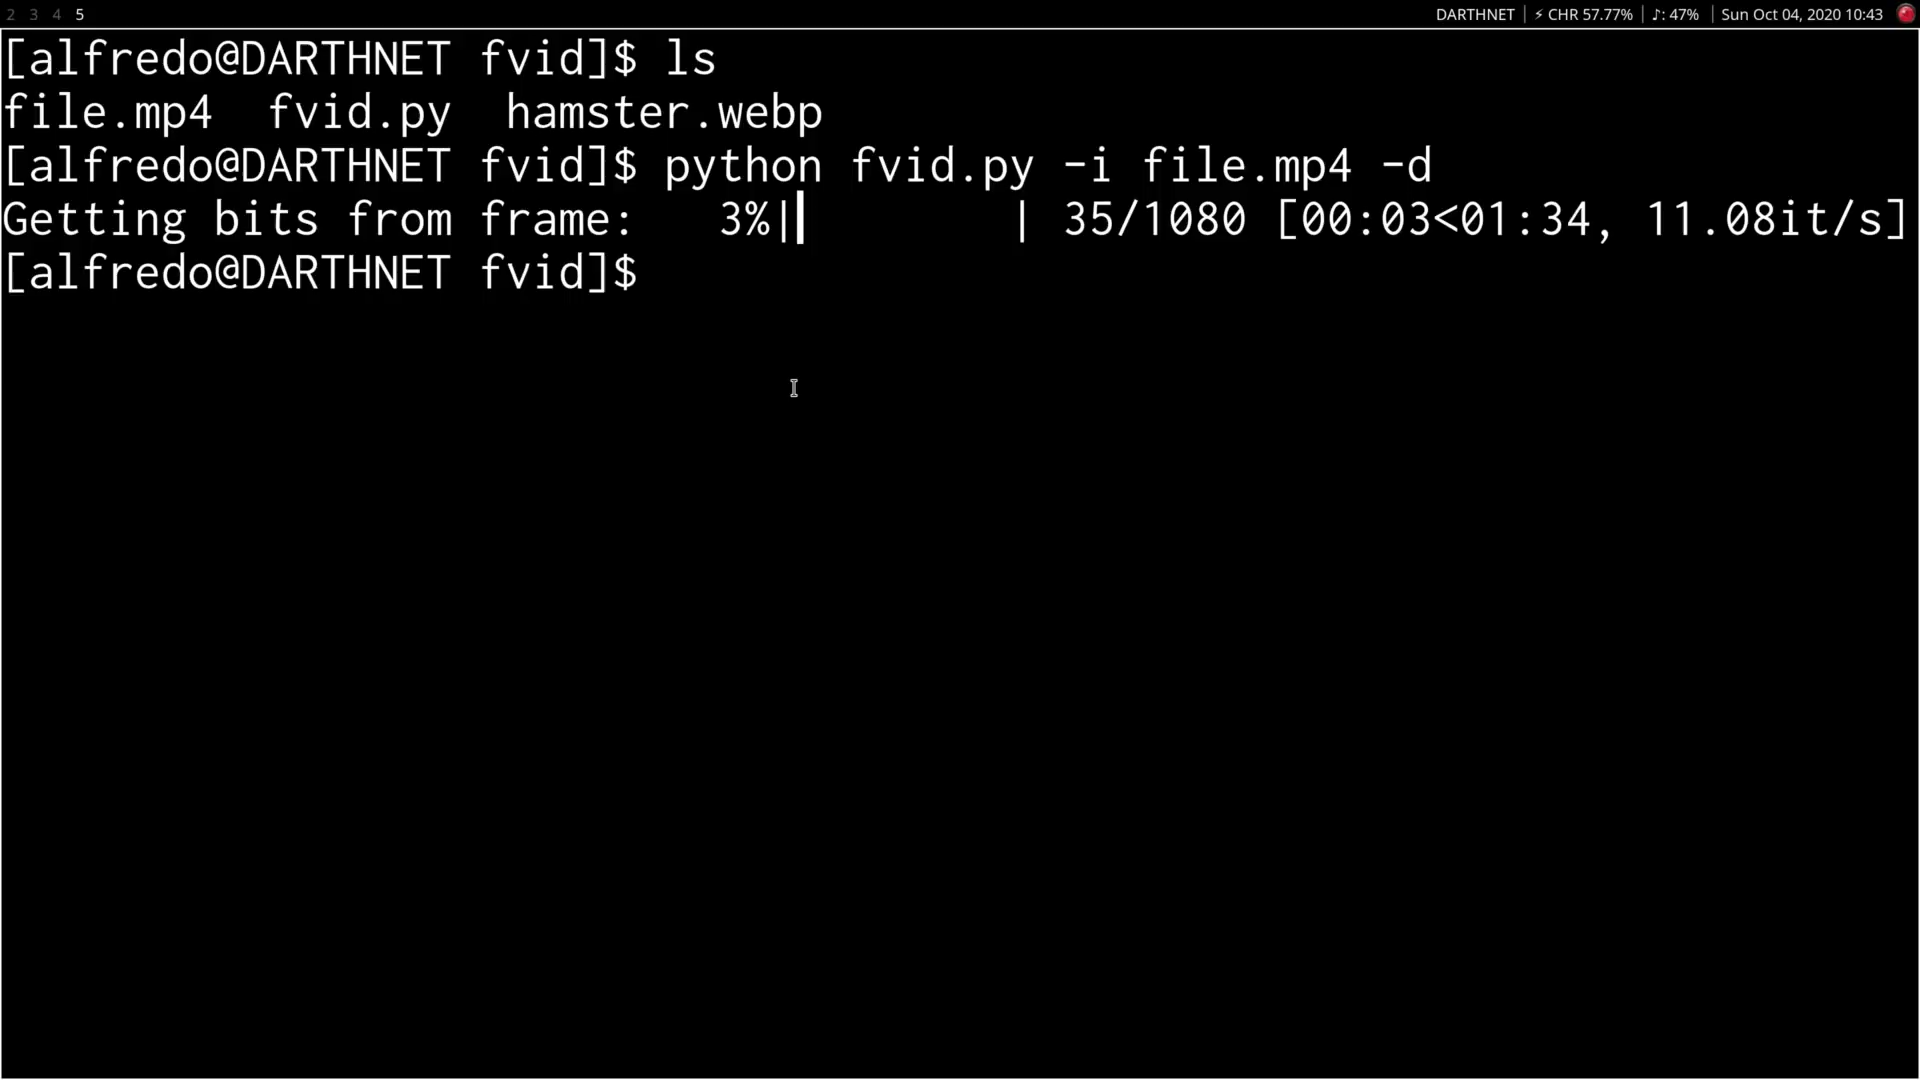 2 3 4 5 DARTHNET | ⚡ CHR 57.77% | ♪: 47% | Sun Oct 04, 2020 10:43
[alfredo@DARTHNET fvid]$ ls
file.mp4  fvid.py  hamster.webp
[alfredo@DARTHNET fvid]$ python fvid.py -i file.mp4 -d
Getting bits from frame:   3%|▎       | 35/1080 [00:03<01:34, 11.08it/s]
[alfredo@DARTHNET fvid]$